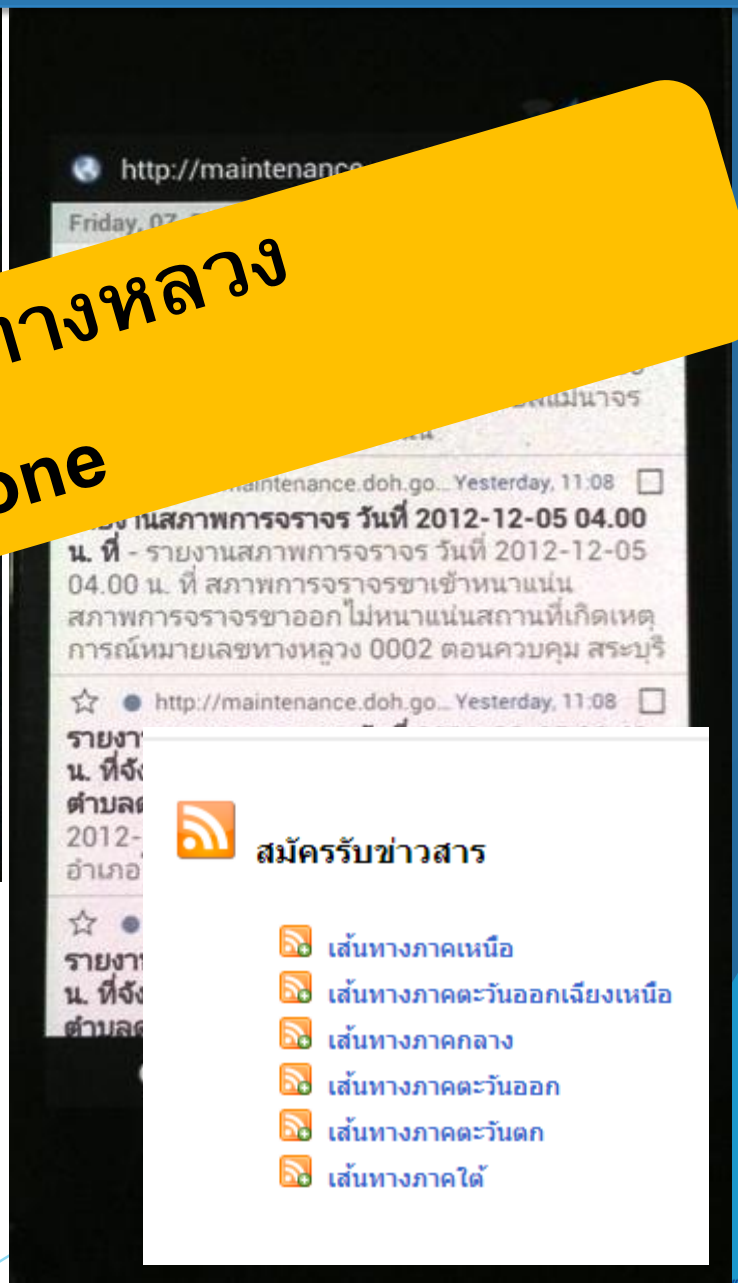 http://maintenance
Friday, 07
ทางหลวง
one
maintenance.doh.go... Yesterday, 11:08
รายงานสภาพการจราจร วันที่ 2012-12-05 04.00
น. ที่ - รายงานสภาพการจราจร วันที่ 2012-12-05
04.00 น. ที่ สภาพการจราจรขาเข้าหนาแน่น
สภาพการจราจรขาออกไม่หนาแน่นสถานที่เกิดเหตุ
การณ์หมายเลขทางหลวง 0002 ตอนควบคุม สระบุรี
http://maintenance.doh.go... Yesterday, 11:08
รายงา
น. ที่จัง
ตำบลด
2012-
อำเภอ
สมัครรับข่าวสาร
รายงา
น. ที่จัง
ตำบลด
เส้นทางภาคเหนือ
เส้นทางภาคตะวันออกเฉียงเหนือ
เส้นทางภาคกลาง
เส้นทางภาคตะวันออก
เส้นทางภาคตะวันตก
เส้นทางภาคใต้